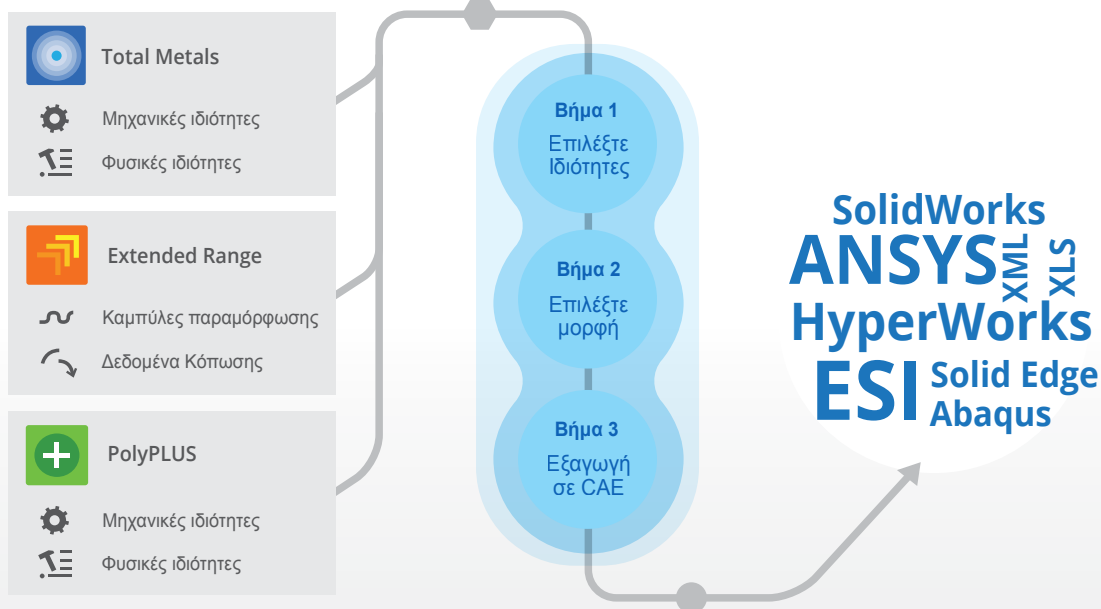 Total Metals
Μηχανικές ιδιότητες
Φυσικές ιδιότητες
Extended Range
Καμπύλες παραμόρφωσης
Δεδομένα Κόπωσης
PolyPLUS
Μηχανικές ιδιότητες
Φυσικές ιδιότητες
Βήμα 1
Επιλέξτε
Ιδιότητες
Βήμα 2
Επιλέξτε
μορφή
Βήμα 3
Εξαγωγή
σε CAE
SolidWorks
ANSYS
XML
XLS
HyperWorks
ESI
Solid Edge
Abaqus